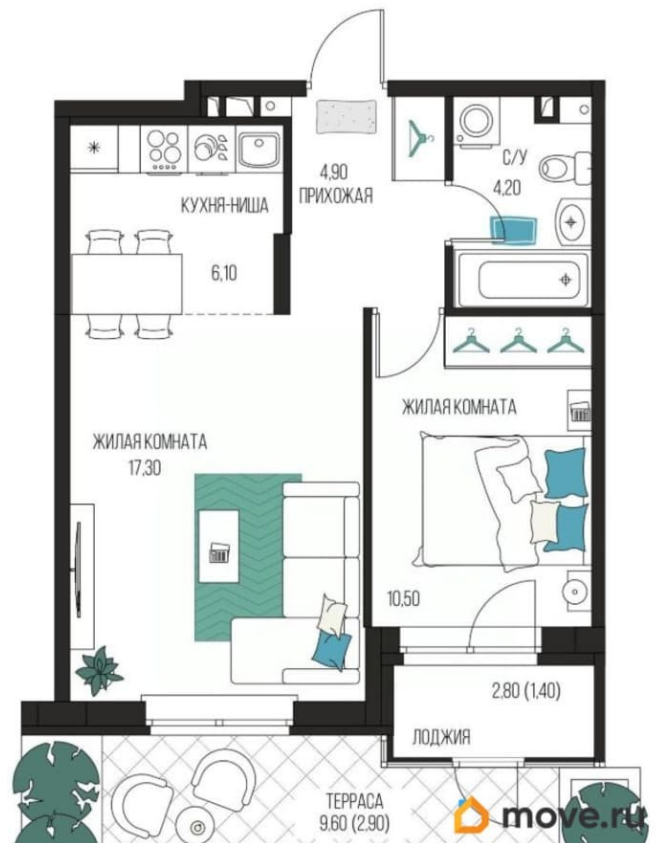 4,90
ПРИХОЖАЯ
С/У
4,20
КУХНЯ-НИША
6,10
ЖИЛАЯ КОМНАТА
ЖИЛАЯ КОМНАТА
17,30
10,50
2,80 (1,40)
ЛОДЖИЯ
ТЕРРАСА
9.60 (2,90)
move.ru